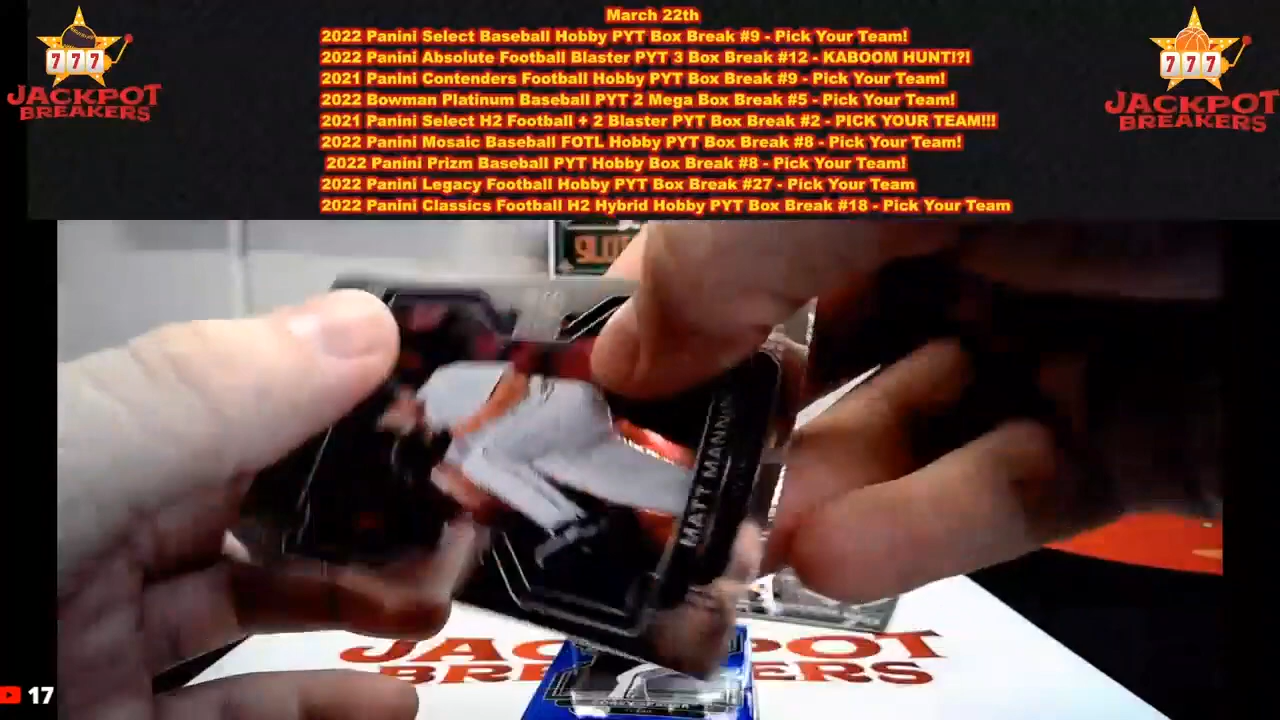 March 22th
2022 Panini Select Baseball Hobby PYT Box Break #9 - Pick Your Team!
2022 Panini Absolute Football Blaster PYT 3 Box Break #12 - KABOOM HUNT!?!
2021 Panini Contenders Football Hobby PYT Box Break #9 - Pick Your Team!
2022 Bowman Platinum Baseball PYT 2 Mega Box Break #5 - Pick Your Team!
2021 Panini Select H2 Football + 2 Blaster PYT Box Break #2 - PICK YOUR TEAM!!!
2022 Panini Mosaic Baseball FOTL Hobby PYT Box Break #8 - Pick Your Team!
2022 Panini Prizm Baseball PYT Hobby Box Break #8 - Pick Your Team!
2022 Panini Legacy Football Hobby PYT Box Break #27 - Pick Your Team
2022 Panini Classics Football H2 Hybrid Hobby PYT Box Break #18 - Pick Your Team
777
JACKPOT
BREAKERS
777
JACKPOT
BREAKERS
MATT
17